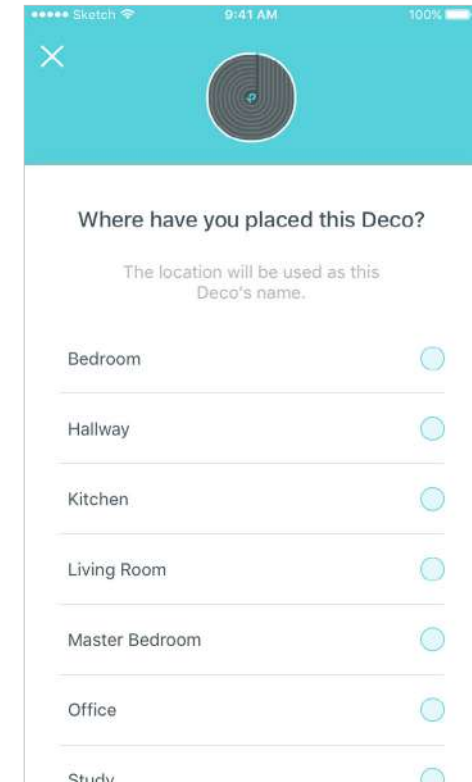 Sketch 9:41 AM 100%
Where have you placed this Deco?
The location will be used as this
Deco's name.
Bedroom
Hallway
Kitchen
Living Room
Master Bedroom
Office
Study